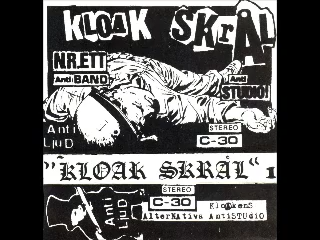 KLOAK SKRÅL
NR.ETT
Anti BAND
Anti
STUDIO!
Anti
LjuD
STEREO
C-30
"KLOAK SKRÅL" 1
STEREO
C-30
Anti
LjuD
KloAkens
AlterNativa AntiSTUdiO